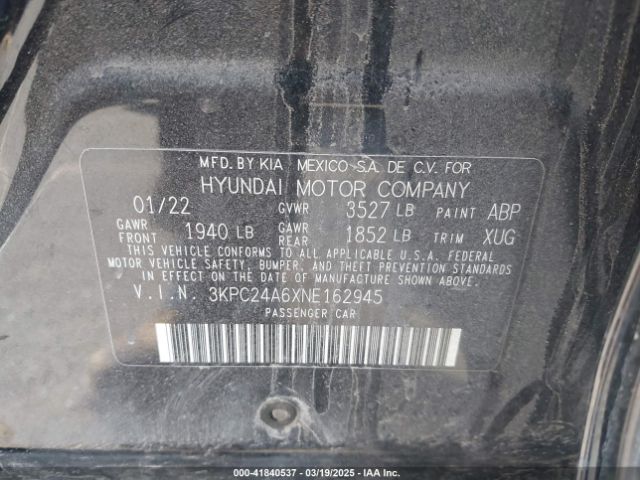 MFD. BY KIA MEXICO S.A. DE C.V. FOR
HYUNDAI MOTOR COMPANY
01/22 GVWR 3527 LB PAINT ABP
GAWR FRONT 1940 LB GAWR REAR 1852 LB TRIM XUG
THIS VEHICLE CONFORMS TO ALL APPLICABLE U.S.A. FEDERAL
MOTOR VEHICLE SAFETY, BUMPER, AND THEFT PREVENTION STANDARDS
IN EFFECT ON THE DATE OF MANUFACTURE SHOWN ABOVE.
V.I.N. 3KPC24A6XNE162945
PASSENGER CAR
00-41840537 - 03/19/2025 - IAA Inc.